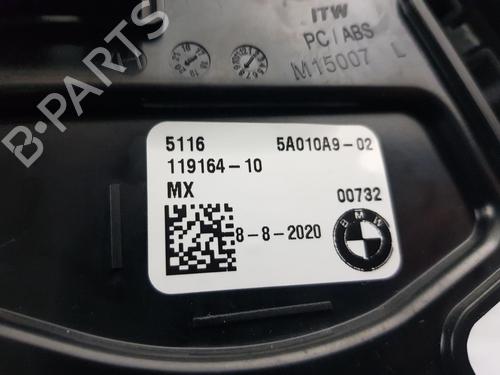 ITW
PC/ABS
M15007 L
5116 5A010A9-02
119164-10
MX
00732
8-8-2020
BMW
B-PARTS